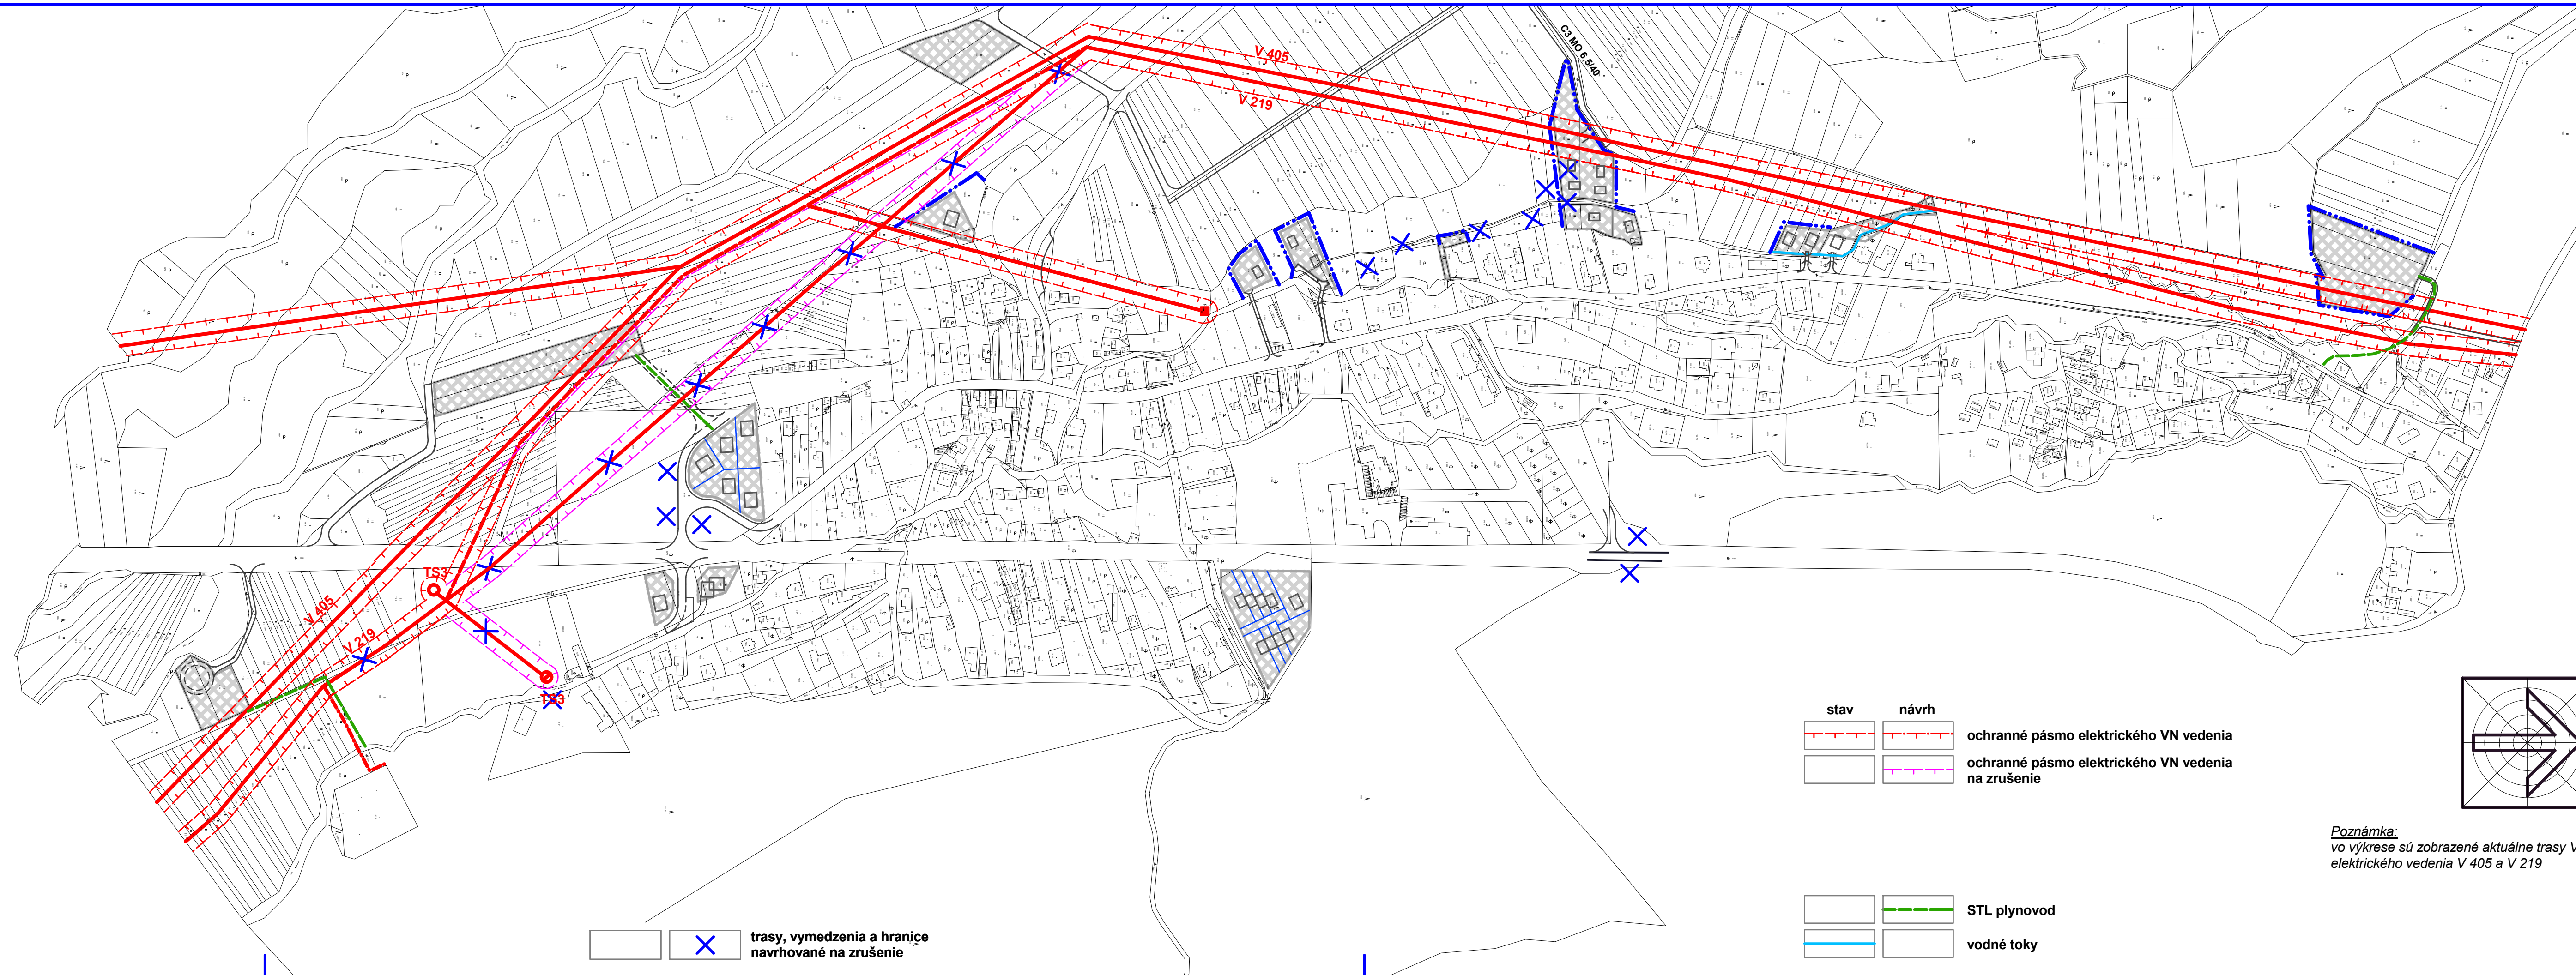 V 405
V 219
C3 MO 6,5/40
TS3
V 405
V 219
TS3
stav návrh
ochranné pásmo elektrického VN vedenia
ochranné pásmo elektrického VN vedenia
na zrušenie
Poznámka:
vo výkrese sú zobrazené aktuálne trasy V
elektrického vedenia V 405 a V 219
STL plynovod
vodné toky
trasy, vymedzenia a hranice
navrhované na zrušenie